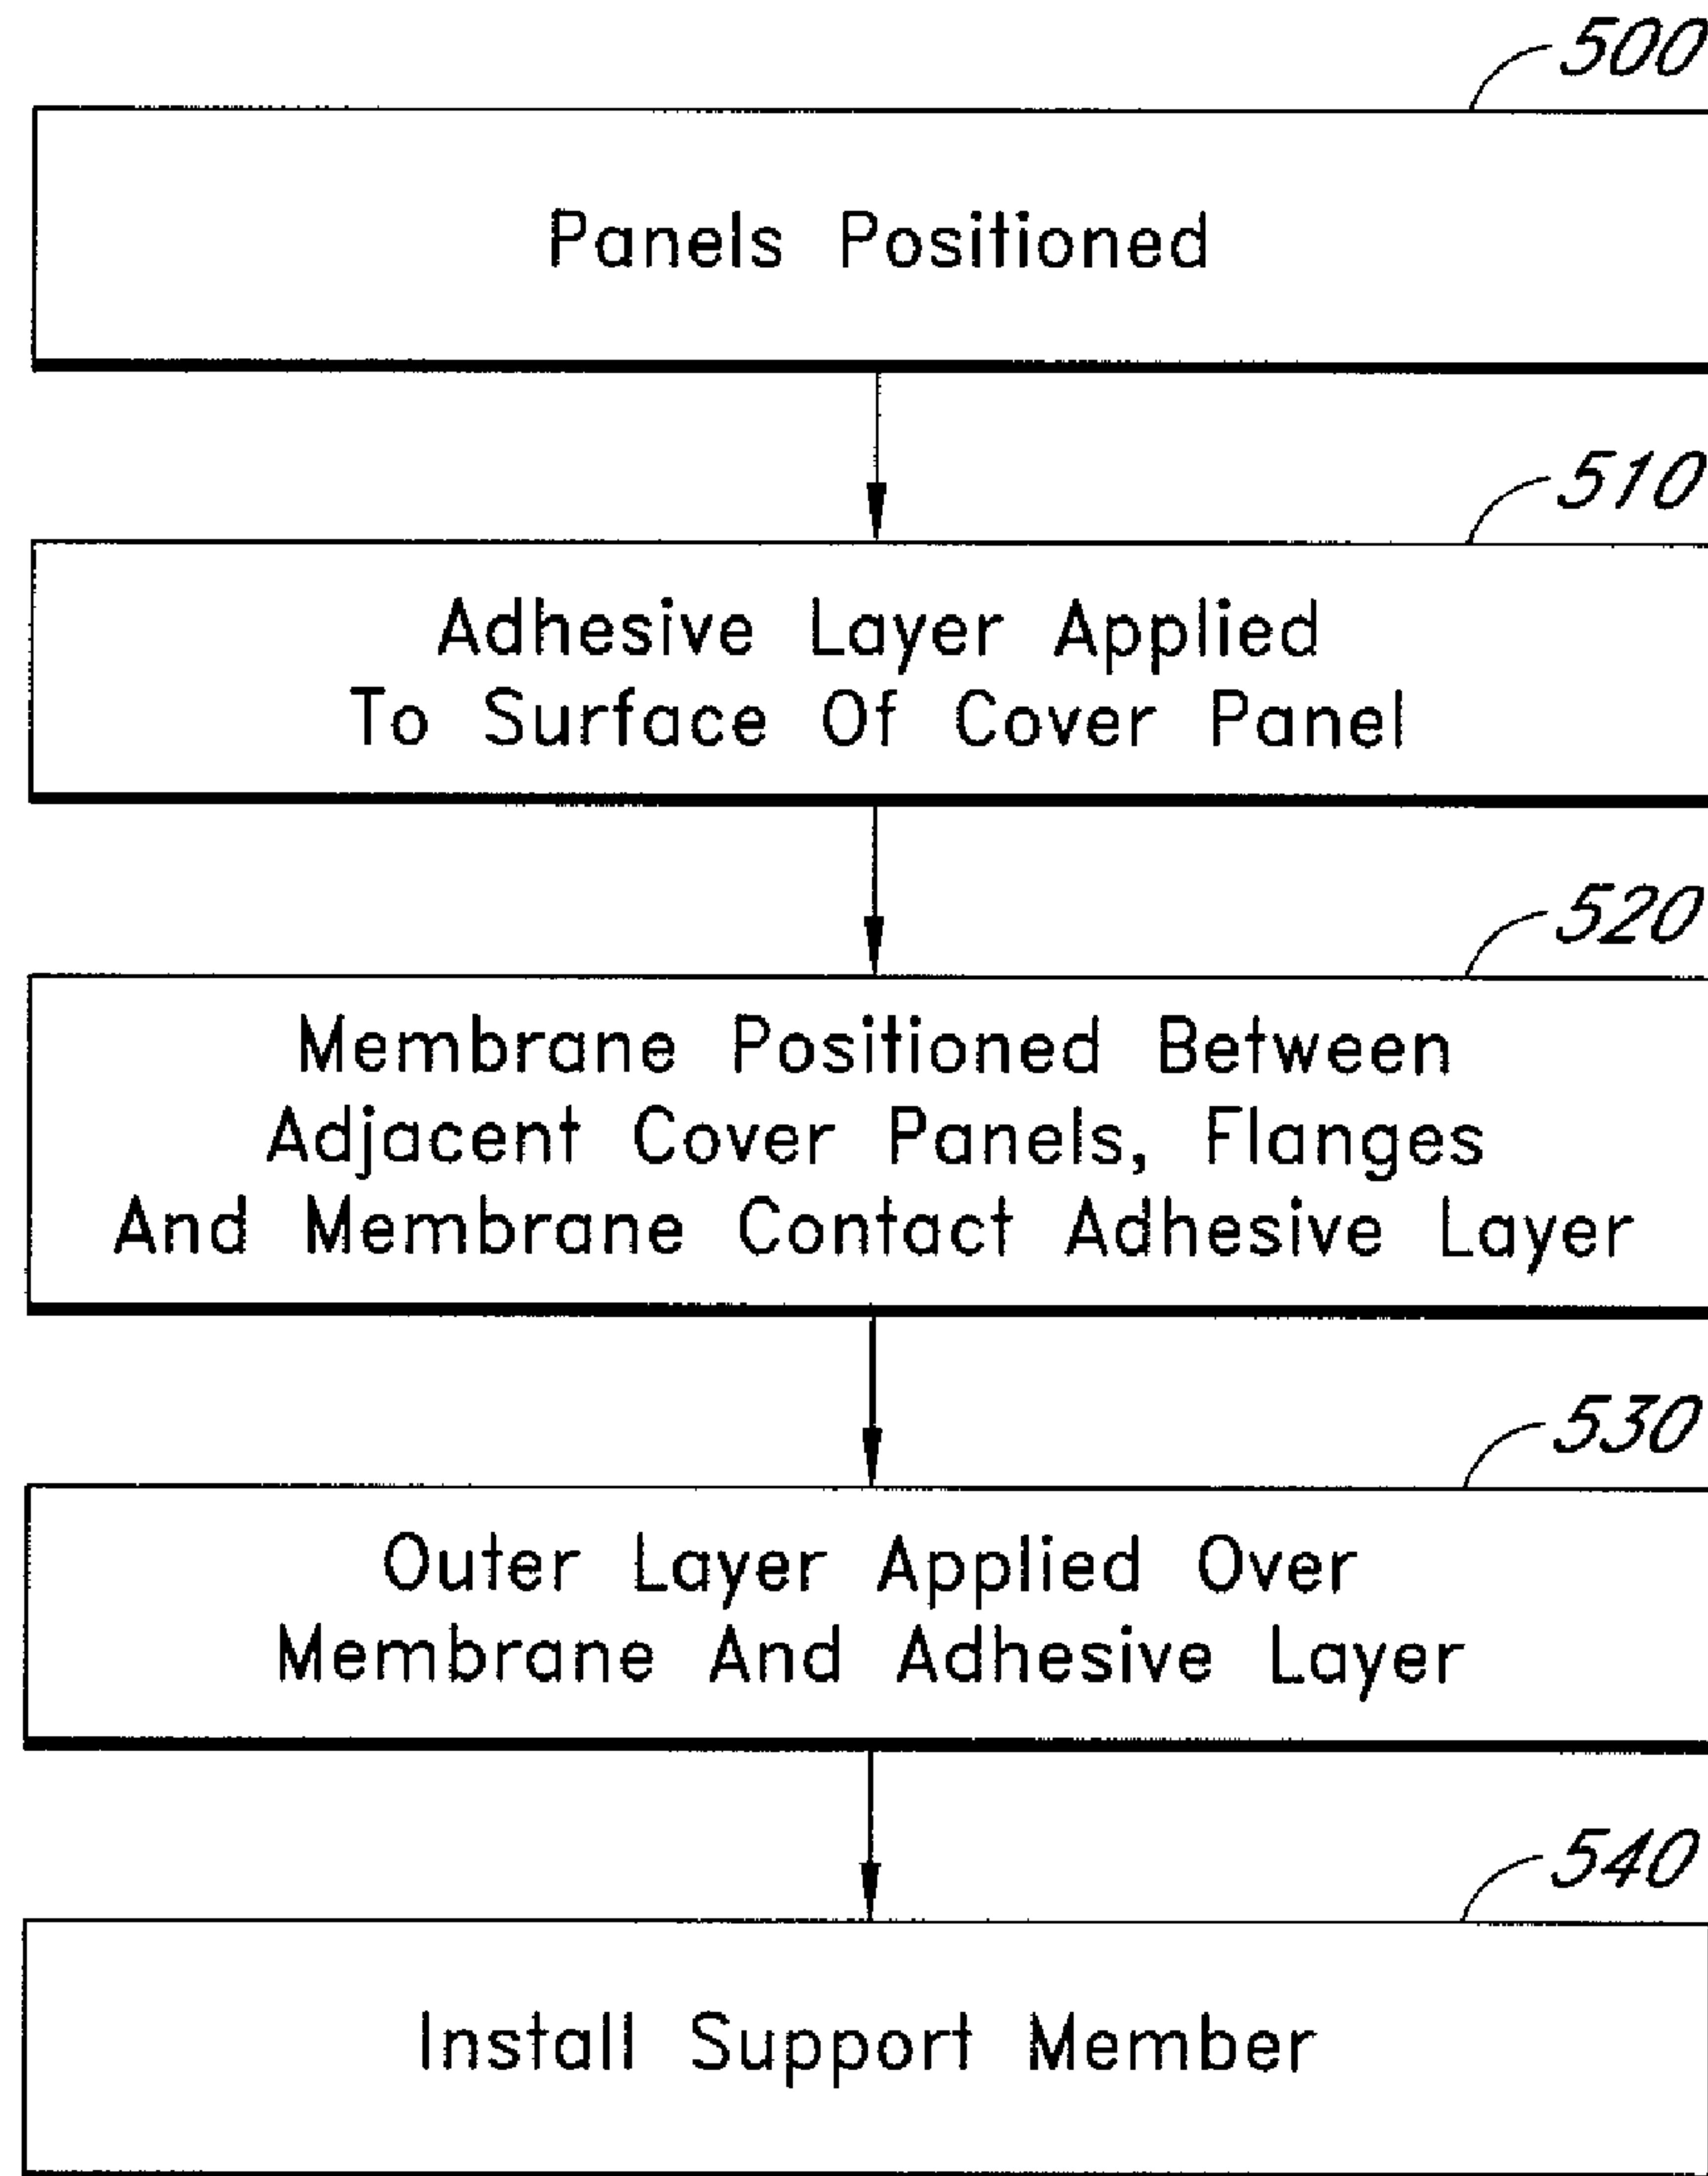 500
Panels Positioned
510
Adhesive Layer Applied
To Surface Of Cover Panel
520
Membrane Positioned Between
Adjacent Cover Panels, Flanges
And Membrane Contact Adhesive Layer
530
Outer Layer Applied Over
Membrane And Adhesive Layer
540
Install Support Member